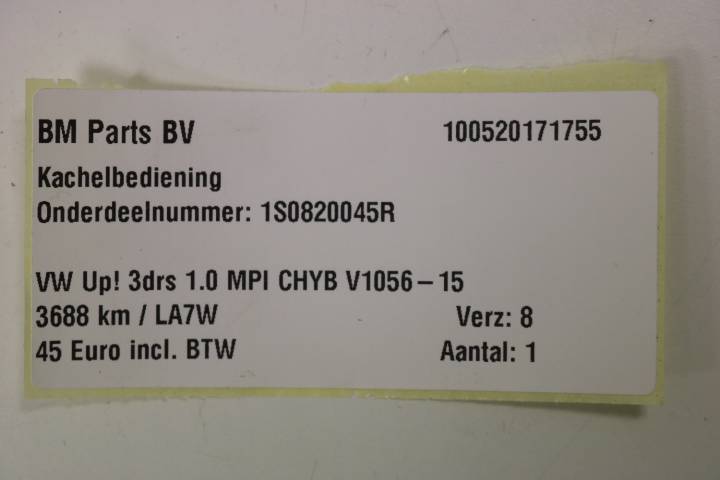 BM Parts BV 100520171755
Kachelbediening
Onderdeelnummer: 1S0820045R
VW Up! 3drs 1.0 MPI CHYB V1056-15
3688 km / LA7W Verz: 8
45 Euro incl. BTW Aantal: 1